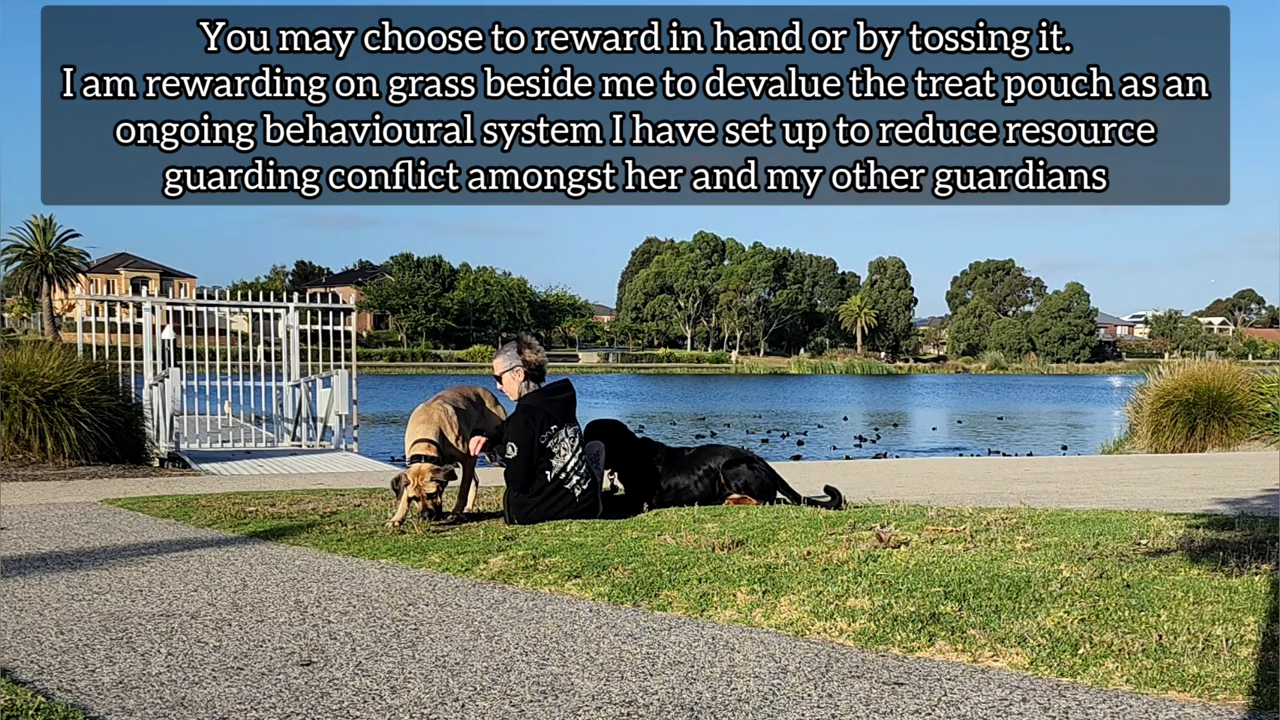 You may choose to reward in hand or by tossing it.
I am rewarding on grass beside me to devalue the treat pouch as an
ongoing behavioural system I have set up to reduce resource
guarding conflict amongst her and my other guardians